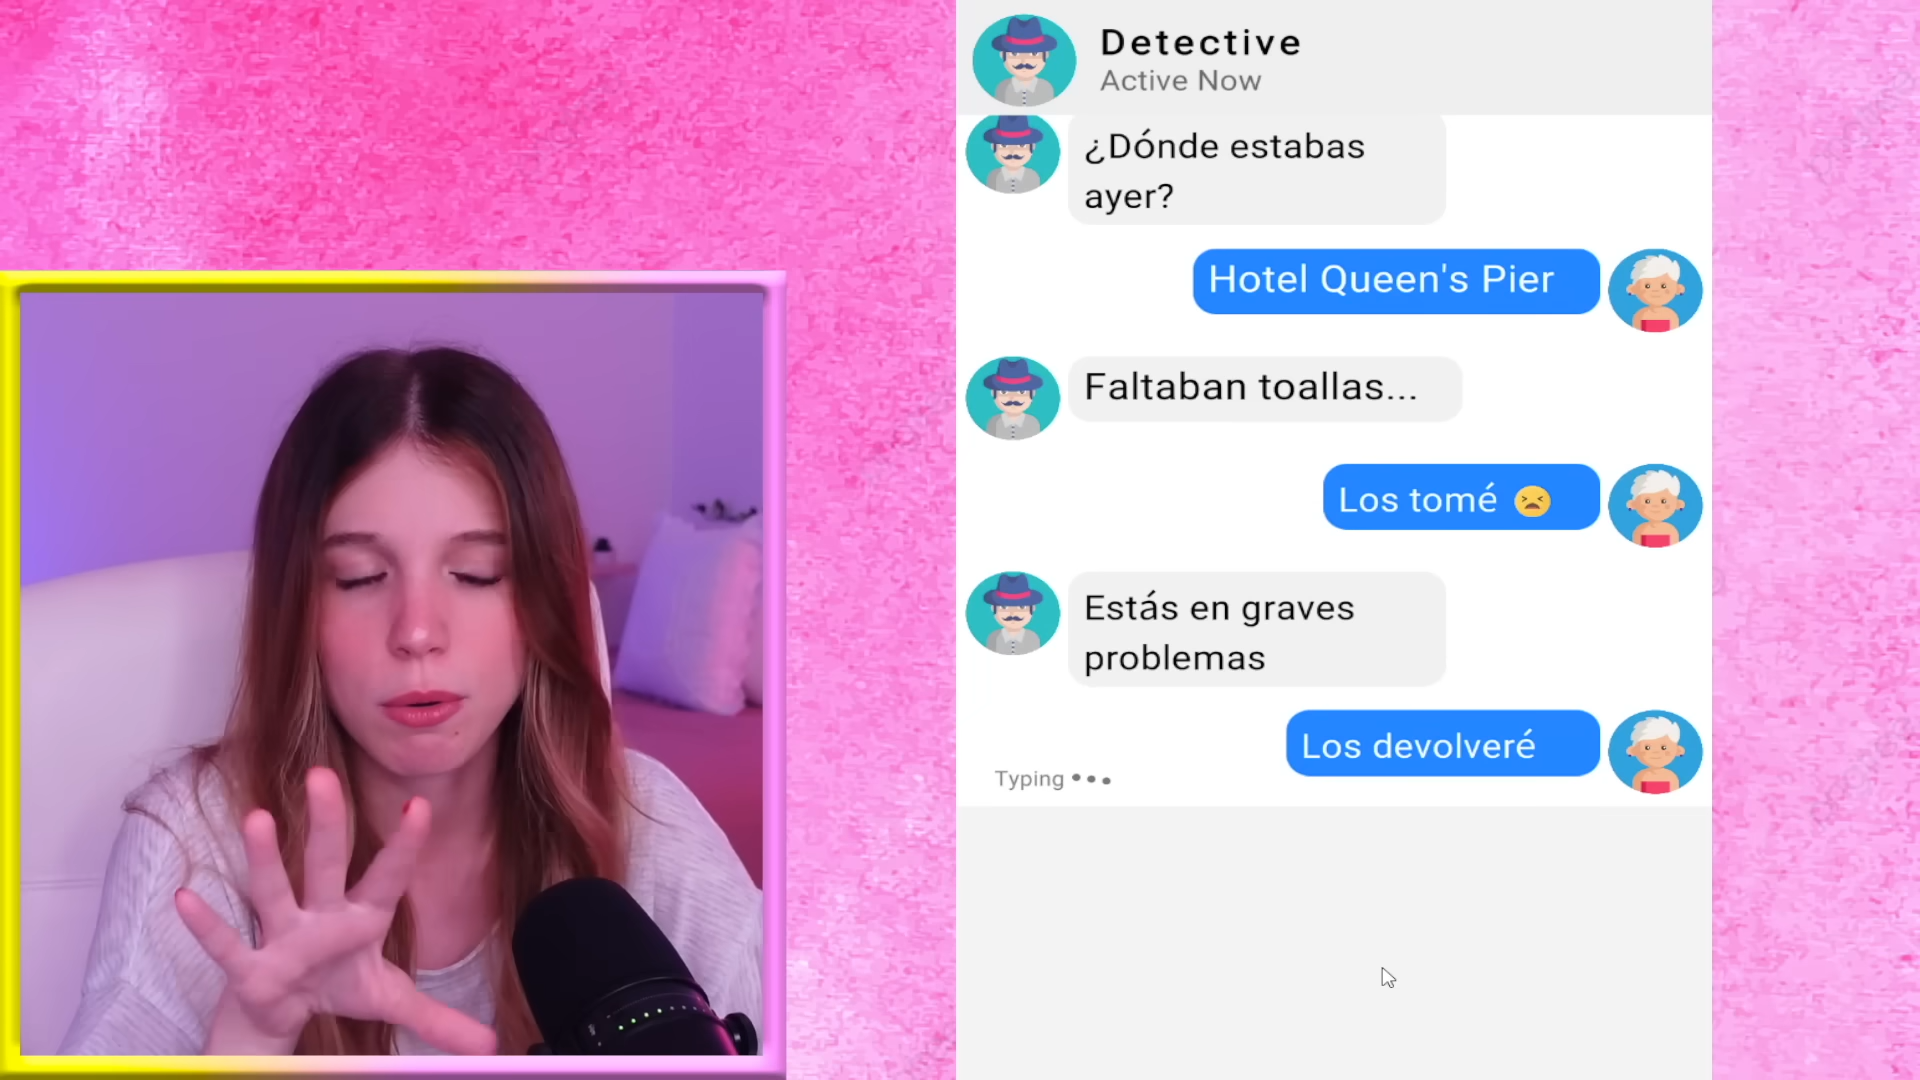 Detective
Active Now
¿Dónde estabas
ayer?
Hotel Queen's Pier
Faltaban toallas...
Los tomé 😣
Estás en graves
problemas
Los devolveré
Typing •••